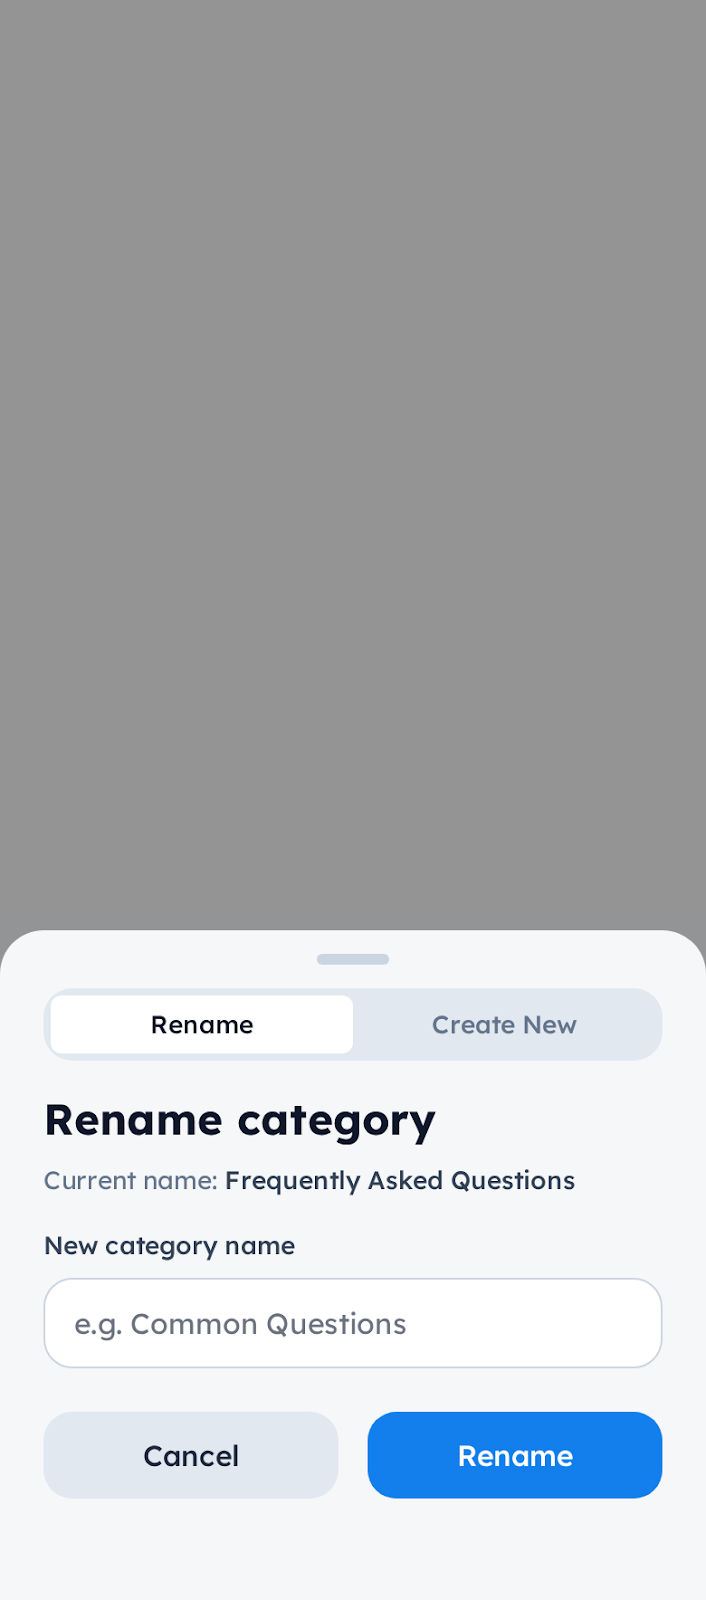 Rename
Create New
Rename category
Current name: Frequently Asked Questions
New category name
e.g. Common Questions
Cancel
Rename